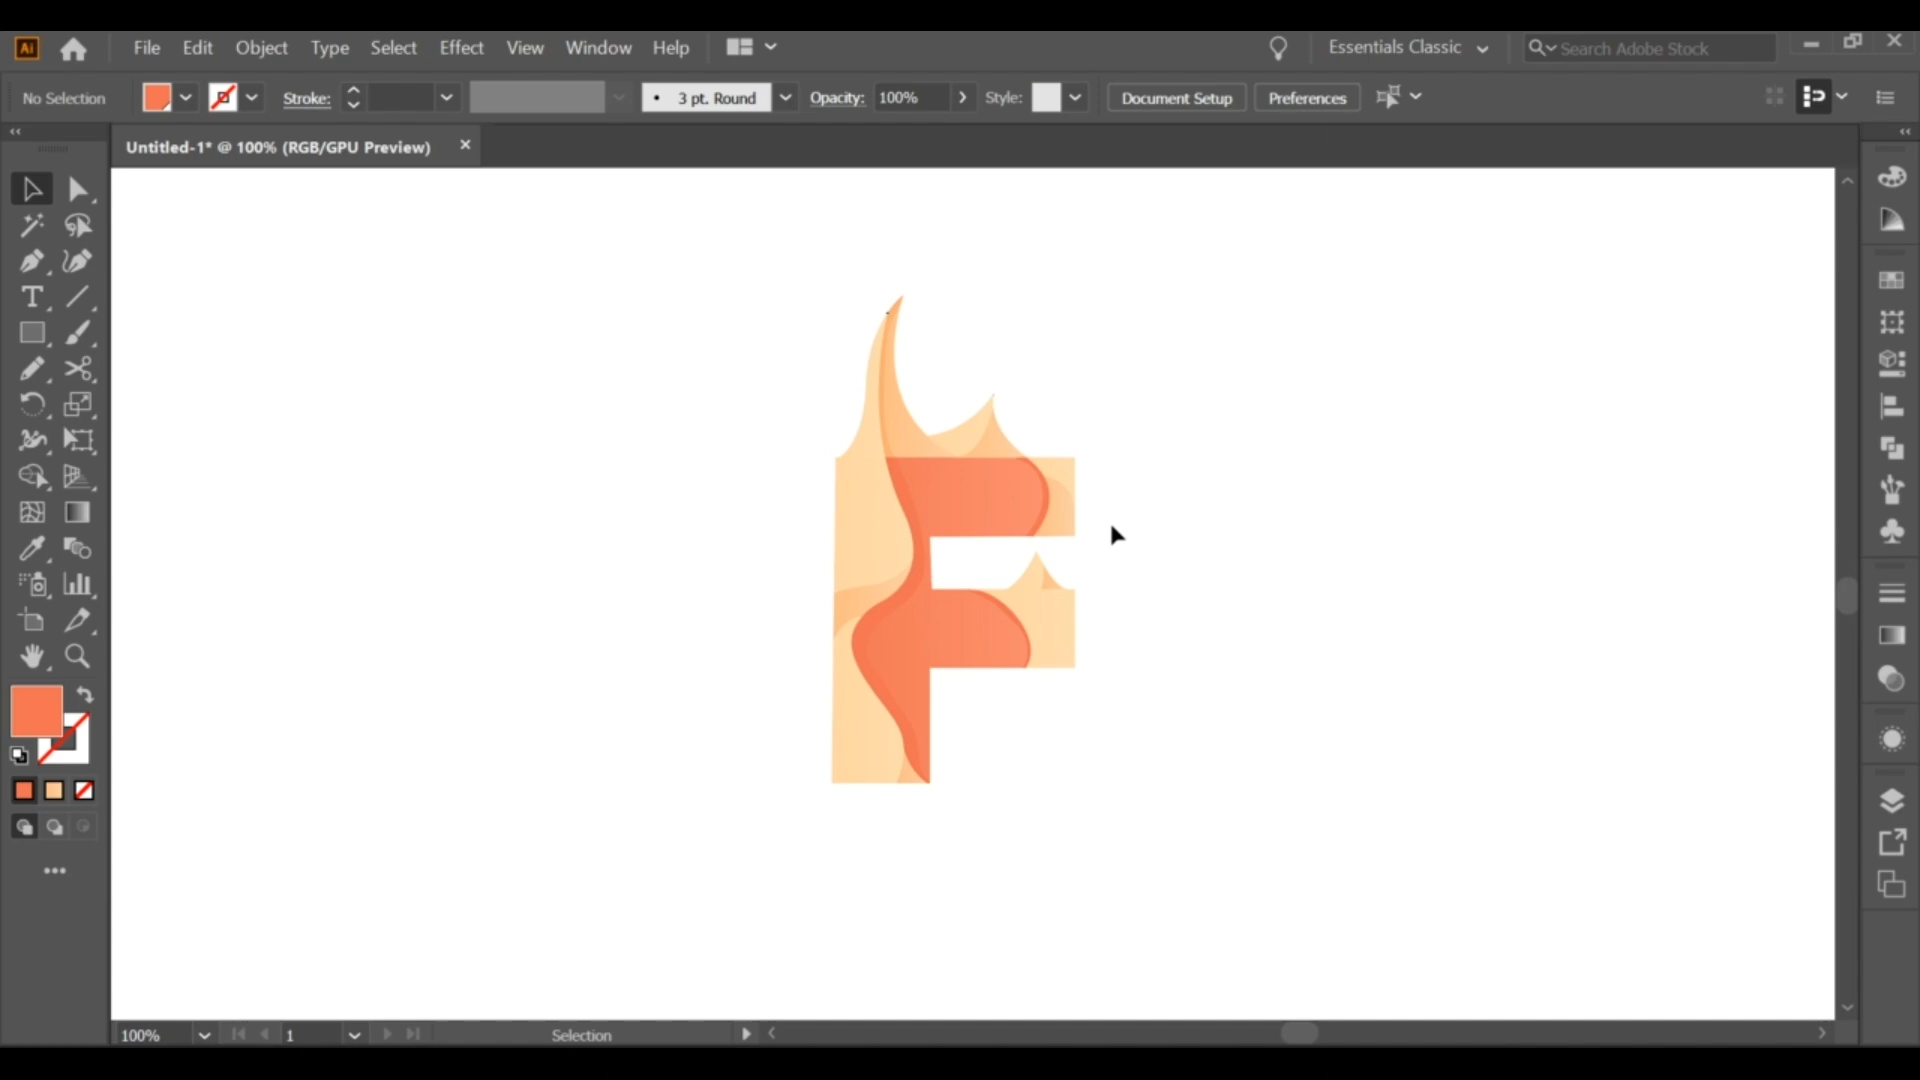 Ai File Edit Object Type Select Effect View Window Help Essentials Classic Search Adobe Stock
No Selection Stroke: 3 pt. Round Opacity: 100% Style: Document Setup Preferences
Untitled-1* @ 100% (RGB/GPU Preview)
F
100% 1 Selection